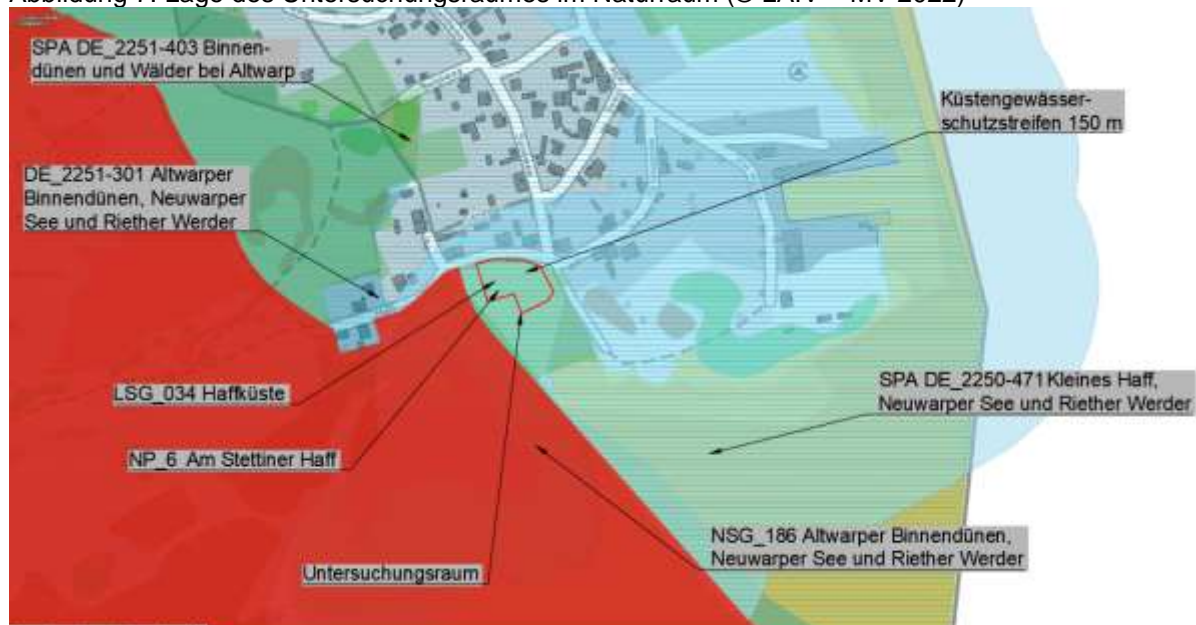 Abbildung 7: Lage des Untersuchungsraumes im Naturraum (© LAiV – MV 2022)
SPA DE_2251-403 Binnen-
dünen und Wälder bei Altwarp
Küstengewässer-
schutzstreifen 150 m
DE_2251-301 Altwarper
Binnendünen, Neuwarper
See und Riether Werder
LSG_034 Haffküste
SPA DE_2250-471 Kleines Haff,
Neuwarper See und Riether Werder
NP_6 Am Stettiner Haff
NSG_186 Altwarper Binnendünen,
Neuwarper See und Riether Werder
Untersuchungsraum